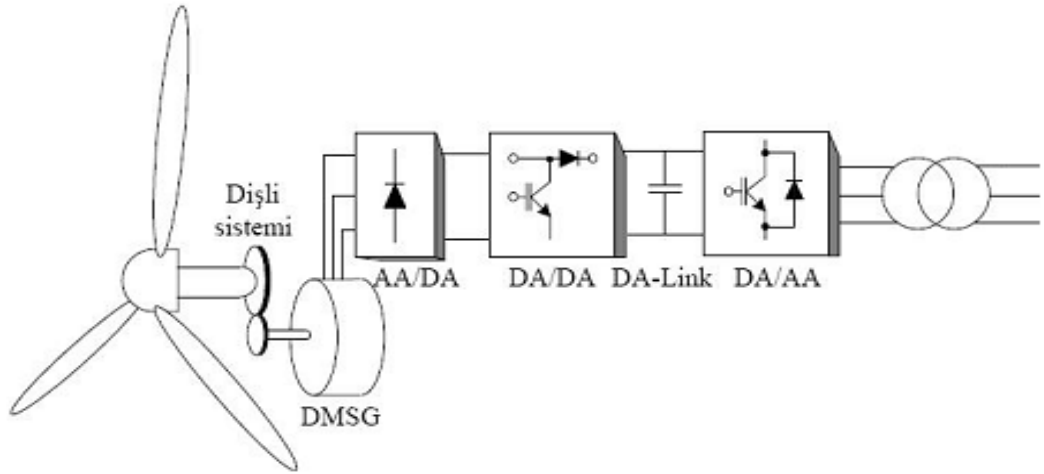 Dişli
sistemi
AA/DA
DA/DA
DA-Link
DA/AA
DMSG